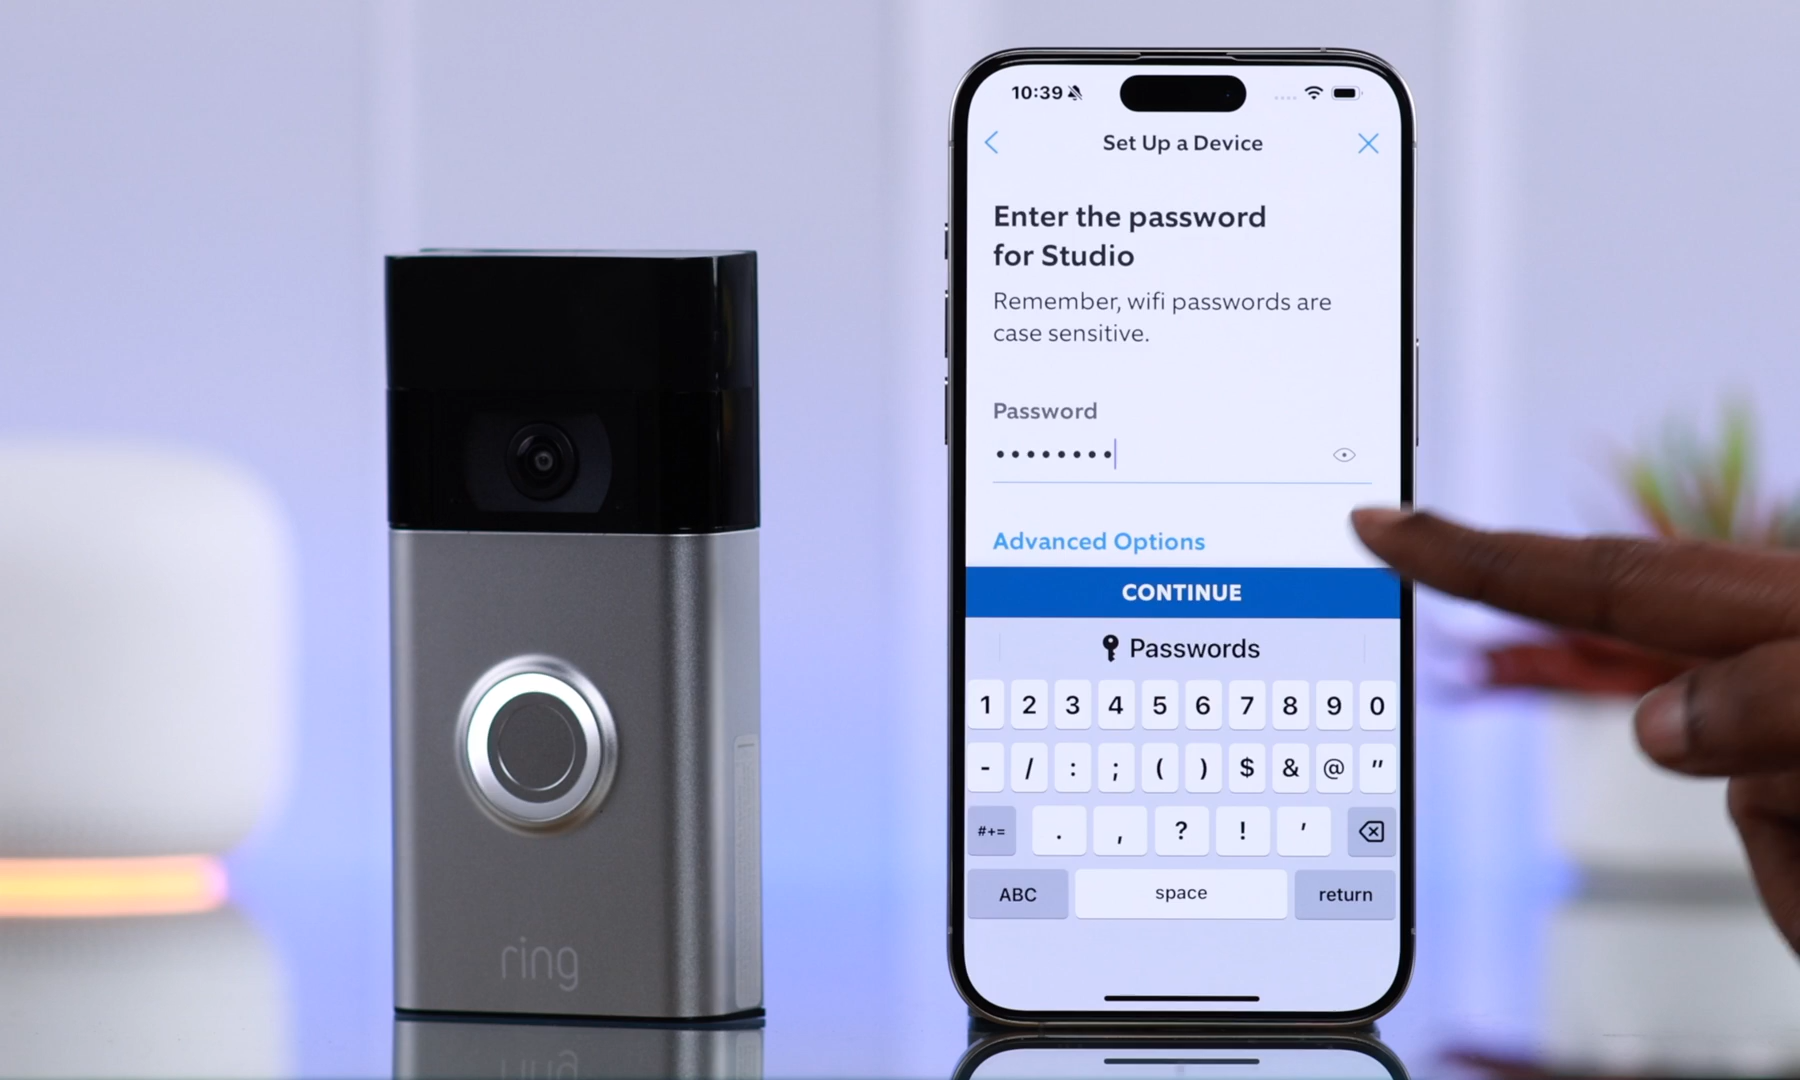 10:39
Set Up a Device
Enter the password
for Studio
Remember, wifi passwords are
case sensitive.
Password
••••••••
Advanced Options
CONTINUE
Passwords
1 2 3 4 5 6 7 8 9 0
- / : ; ( ) $ & @ "
#+= . , ? ! '
ABC space return
ring